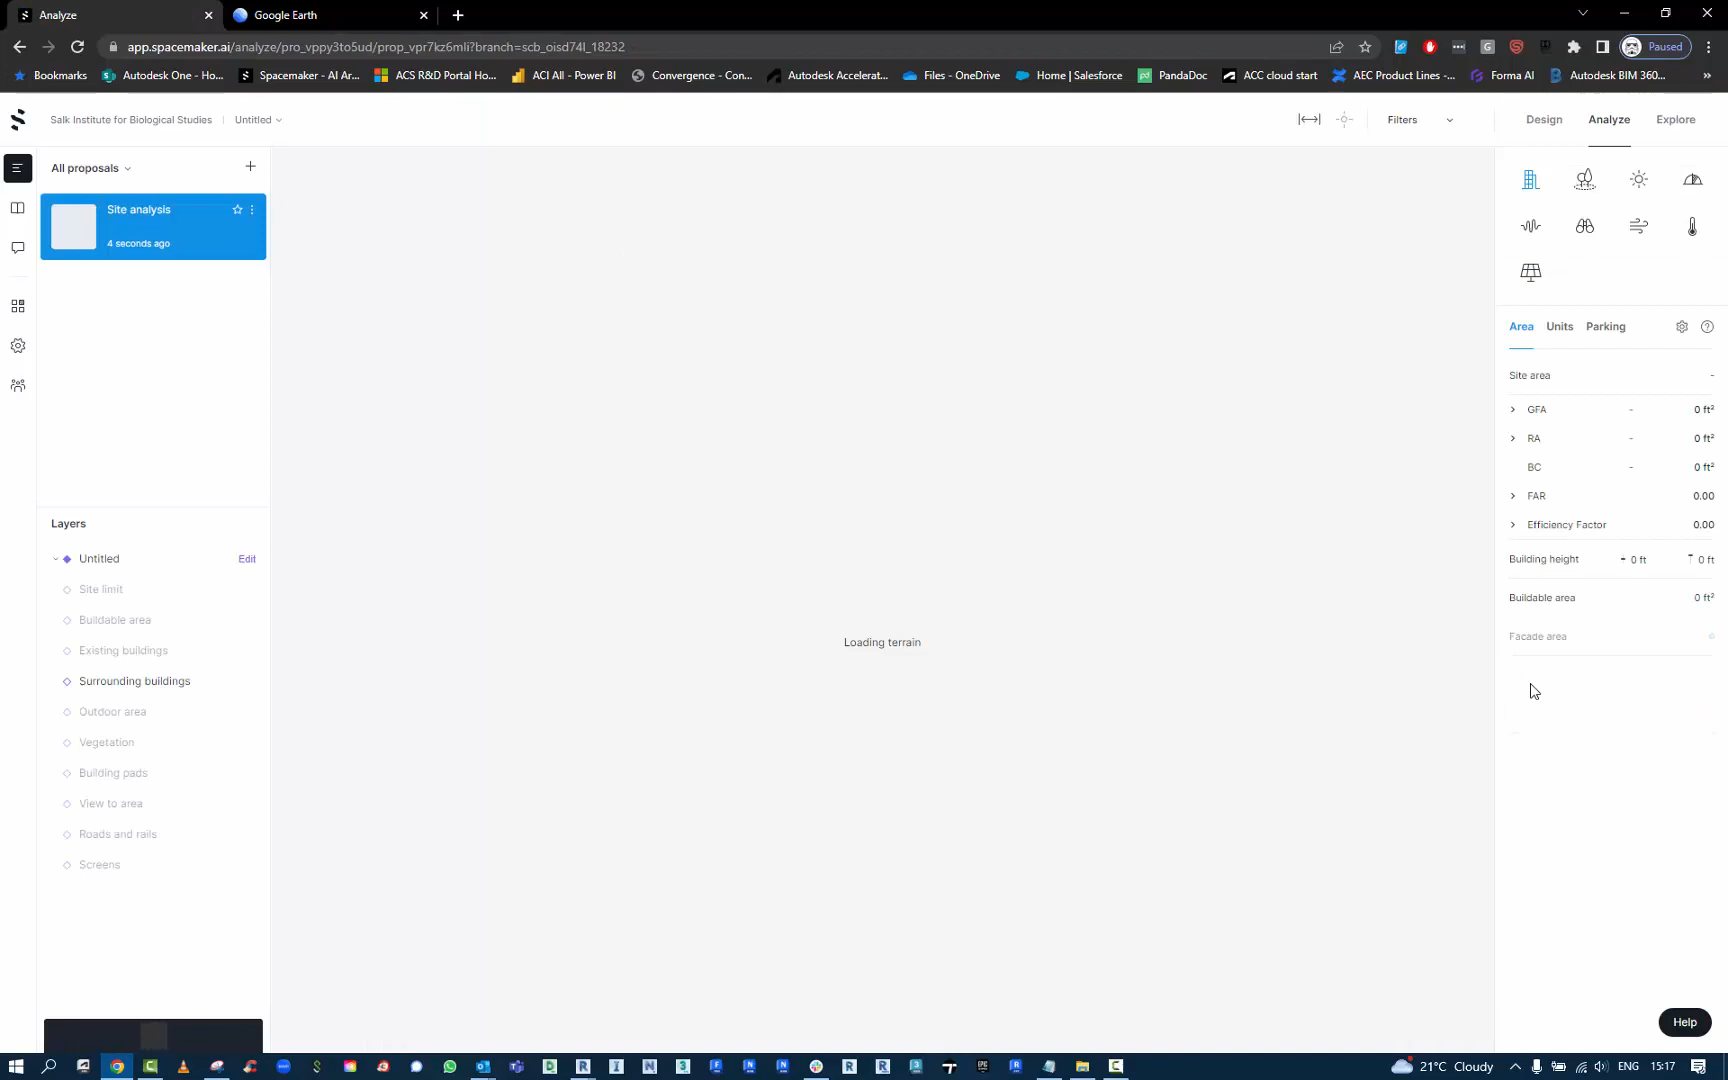 Analyze
Google Earth
app.spacemaker.ai/analyze/pro_vppy3to5ud/prop_vpr7kz6mli?branch=scb_oisd74l_18232
Paused
Bookmarks
Autodesk One - Ho...
Spacemaker - AI Ar...
ACS R&D Portal Ho...
ACI All - Power BI
Convergence - Con...
Autodesk Accelerat...
Files - OneDrive
Home | Salesforce
PandaDoc
ACC cloud start
AEC Product Lines -...
Forma AI
Autodesk BIM 360...
Salk Institute for Biological Studies
Untitled
Filters
Design
Analyze
Explore
All proposals
Site analysis
4 seconds ago
Area
Units
Parking
Site area -
GFA - 0 ft²
RA - 0 ft²
BC - 0 ft²
FAR 0.00
Efficiency Factor 0.00
Building height 0 ft 0 ft
Buildable area 0 ft²
Facade area
Layers
Untitled
Edit
Site limit
Buildable area
Existing buildings
Surrounding buildings
Outdoor area
Vegetation
Building pads
View to area
Roads and rails
Screens
Loading terrain
Help
21°C Cloudy
ENG
15:17